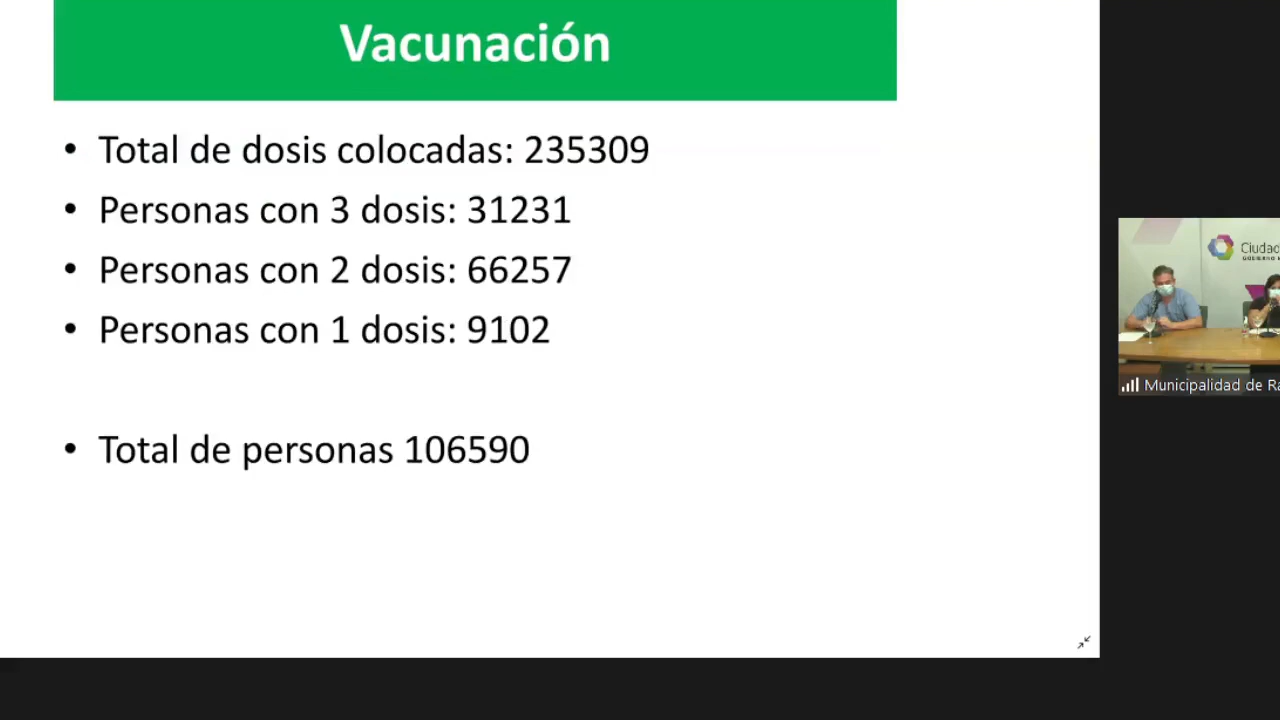 Vacunación
• Total de dosis colocadas: 235309
• Personas con 3 dosis: 31231
• Personas con 2 dosis: 66257
• Personas con 1 dosis: 9102
• Total de personas 106590
Ciudad
Municipalidad de Ra